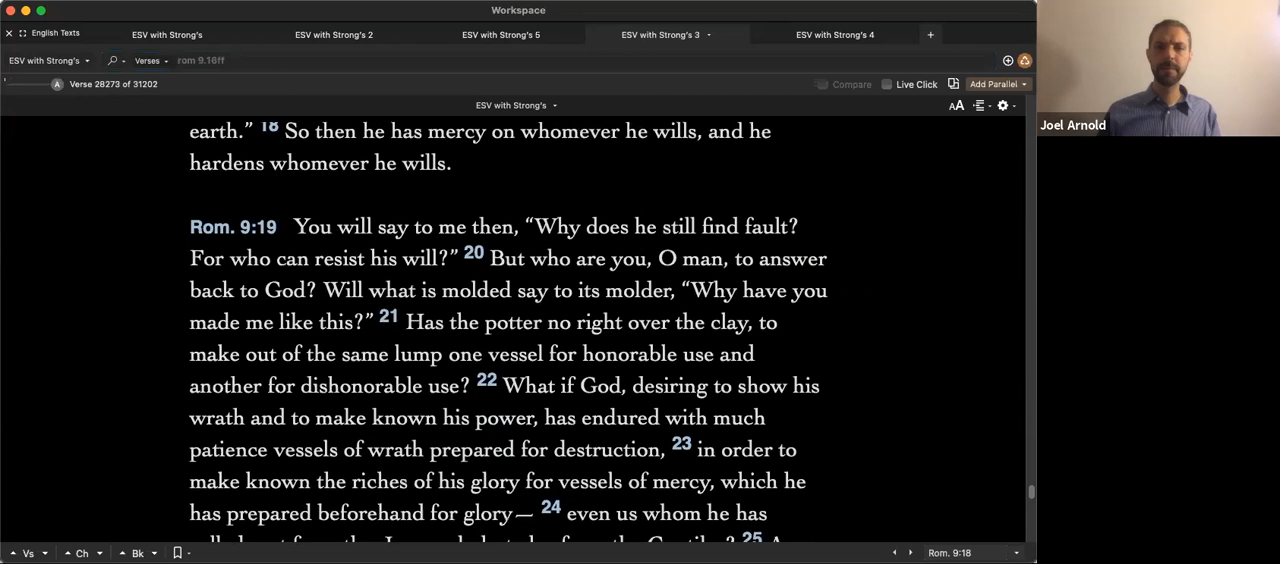 Workspace
English Texts
ESV with Strong's
ESV with Strong's 2
ESV with Strong's 5
ESV with Strong's 3
ESV with Strong's 4
ESV with Strong's
Verses
rom 9.16ff
A
Verse 28273 of 31202
Compare
Live Click
Add Parallel
ESV with Strong's
AA
Joel Arnold
earth.” 18 So then he has mercy on whomever he wills, and he
hardens whomever he wills.
Rom. 9:19 You will say to me then, “Why does he still find fault?
For who can resist his will?” 20 But who are you, O man, to answer
back to God? Will what is molded say to its molder, “Why have you
made me like this?” 21 Has the potter no right over the clay, to
make out of the same lump one vessel for honorable use and
another for dishonorable use? 22 What if God, desiring to show his
wrath and to make known his power, has endured with much
patience vessels of wrath prepared for destruction, 23 in order to
make known the riches of his glory for vessels of mercy, which he
has prepared beforehand for glory— 24 even us whom he has
25
Vs
Ch
Bk
Rom. 9:18